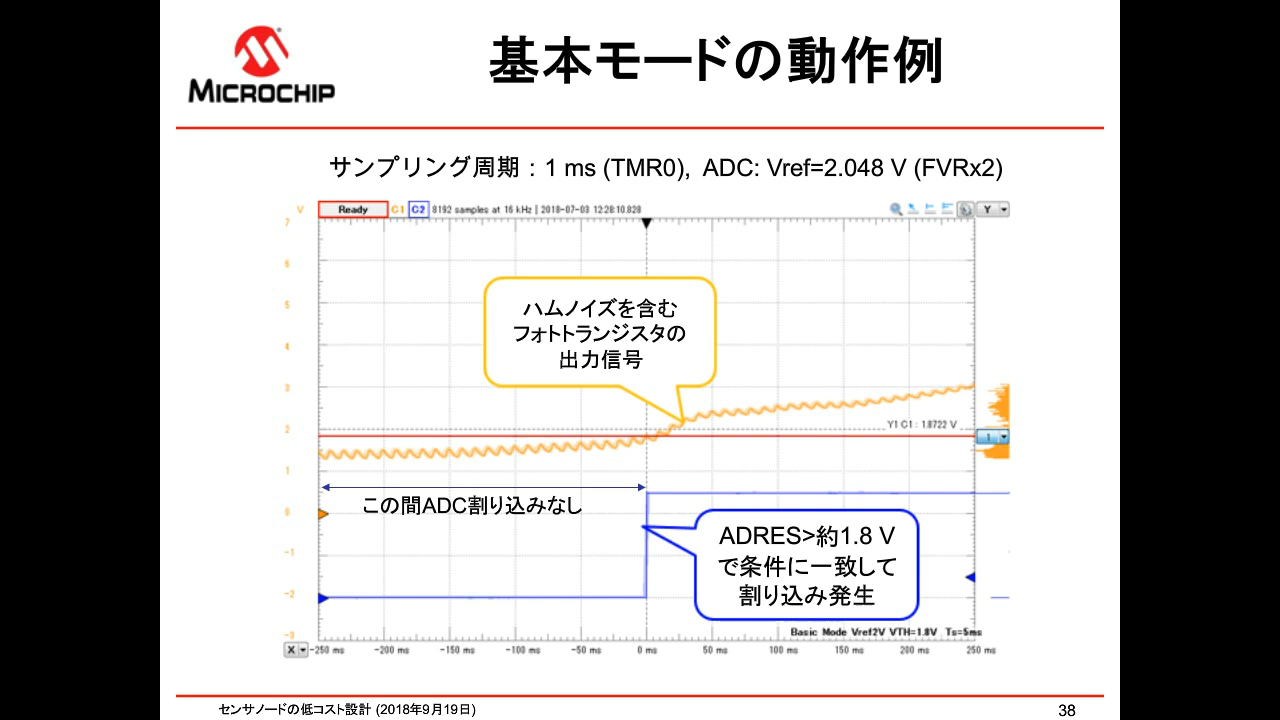 MICROCHIP
基本モードの動作例
サンプリング周期：1 ms (TMR0), ADC: Vref=2.048 V (FVRx2)
V
Ready
C1
C2
8192 samples at 16 kHz | 2018-07-03 12:28:10.828
Y
7
6
5
4
3
2
1
0
-1
-2
-3
ハムノイズを含む
フォトトランジスタの
出力信号
Y1 C1 : 1.8722 V
1
この間ADC割り込みなし
ADRES>約1.8 V
で条件に一致して
割り込み発生
Basic Mode Vref2V VTH=1.8V Ts=5ms
X
-250 ms
-200 ms
-150 ms
-100 ms
-50 ms
0 ms
50 ms
100 ms
150 ms
200 ms
250 ms
センサノードの低コスト設計 (2018年9月19日)
38